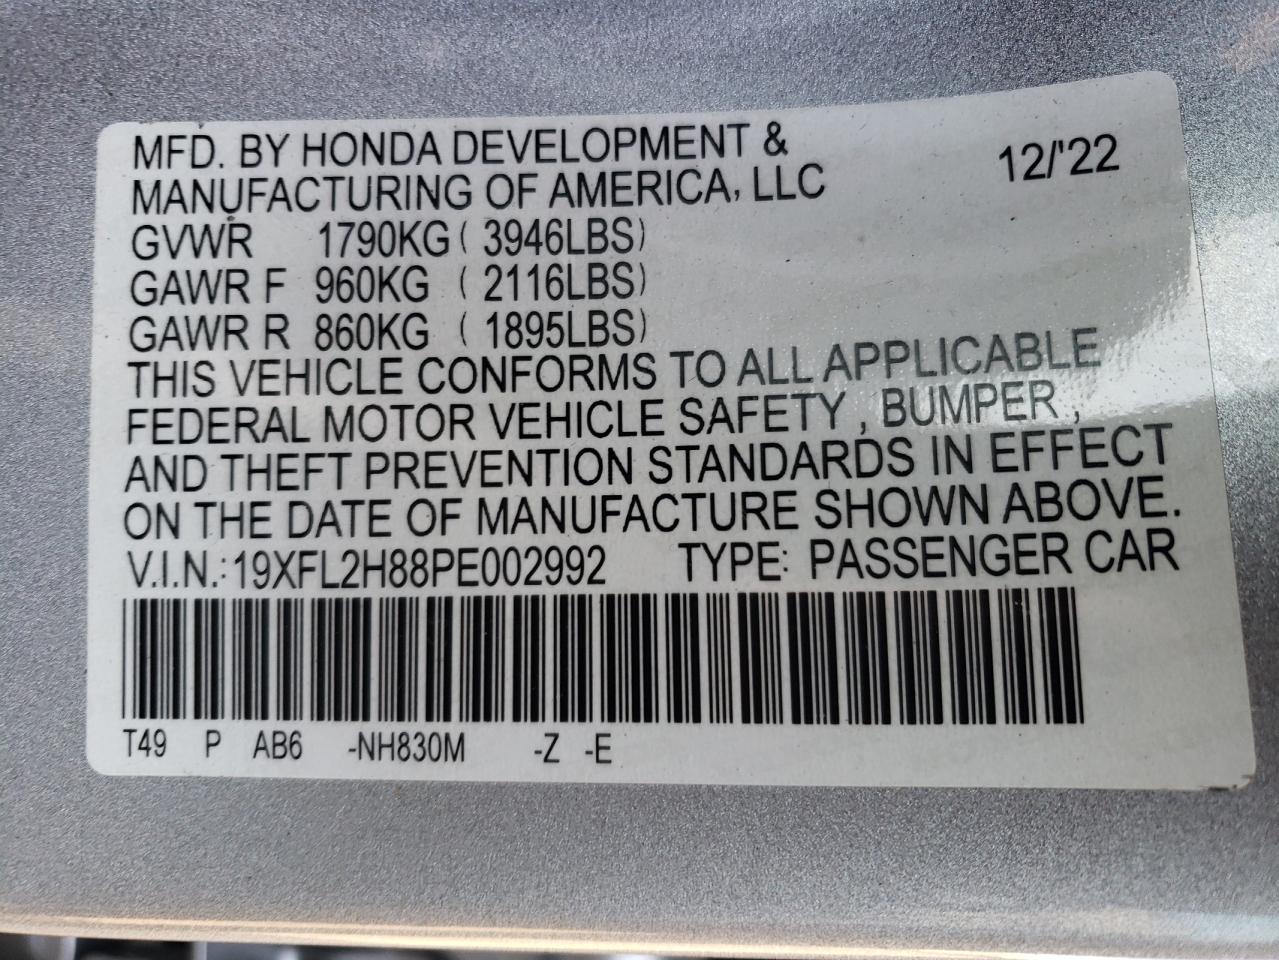 MFD. BY HONDA DEVELOPMENT &
MANUFACTURING OF AMERICA, LLC 12/'22
GVWR 1790KG ( 3946LBS)
GAWR F 960KG ( 2116LBS)
GAWR R 860KG ( 1895LBS)
THIS VEHICLE CONFORMS TO ALL APPLICABLE
FEDERAL MOTOR VEHICLE SAFETY , BUMPER ,
AND THEFT PREVENTION STANDARDS IN EFFECT
ON THE DATE OF MANUFACTURE SHOWN ABOVE.
V.I.N.: 19XFL2H88PE002992 TYPE: PASSENGER CAR
T49 P AB6 -NH830M -Z -E